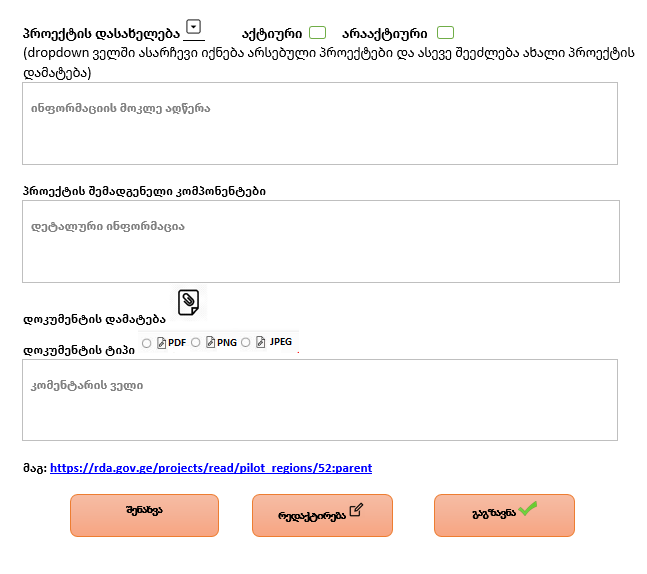 პროექტის დასახელება აქტიური არააქტიური
(dropdown ველში ასარჩევი იქნება არსებული პროექტები და ასევე შეეძლება ახალი პროექტის
დამატება)
ინფორმაციის მოკლე აღწერა
პროექტის შემადგენელი კომპონენტები
დეტალური ინფორმაცია
დოკუმენტის დამატება
დოკუმენტის ტიპი PDF PNG JPEG
კომენტარის ველი
მაგ: https://rda.gov.ge/projects/read/pilot_regions/52:parent
შენახვა რედაქტირება გაგზავნა